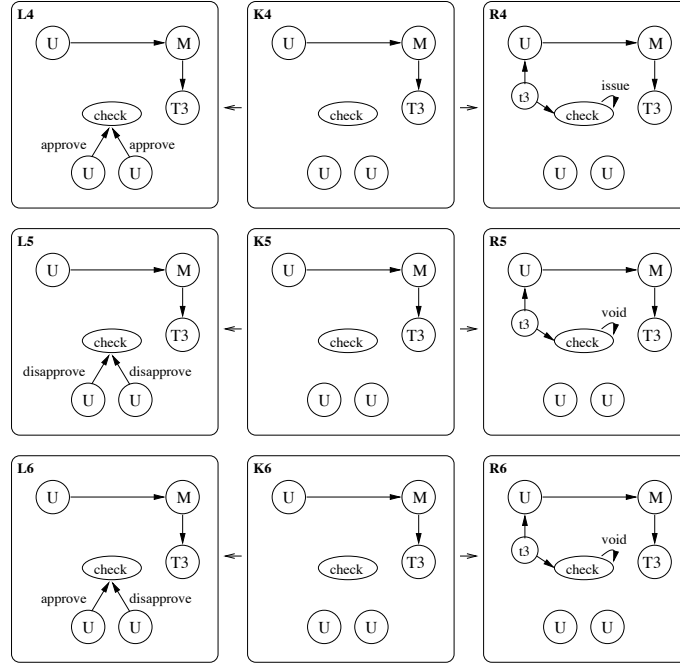 L4
K4
R4
U M
U M
U M
T3
check
approve approve
U U
T3
check
U U
t3
issue
check
T3
U U
L5
K5
R5
U M
U M
U M
T3
check
disapprove disapprove
U U
T3
check
U U
t3
void
check
T3
U U
L6
K6
R6
U M
U M
U M
T3
check
approve disapprove
U U
T3
check
U U
t3
void
check
T3
U U